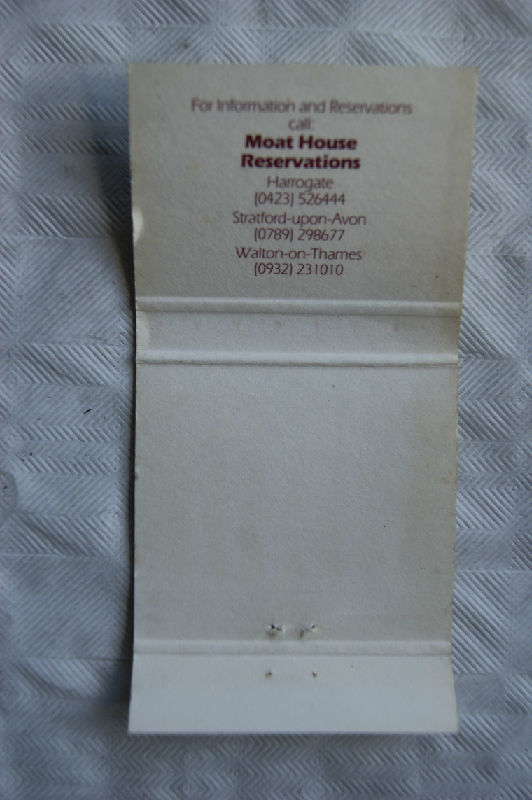 For Information and Reservations
call:
Moat House
Reservations
Harrogate
(0423) 526444
Stratford-upon-Avon
(0789) 298677
Walton-on-Thames
(0932) 231010